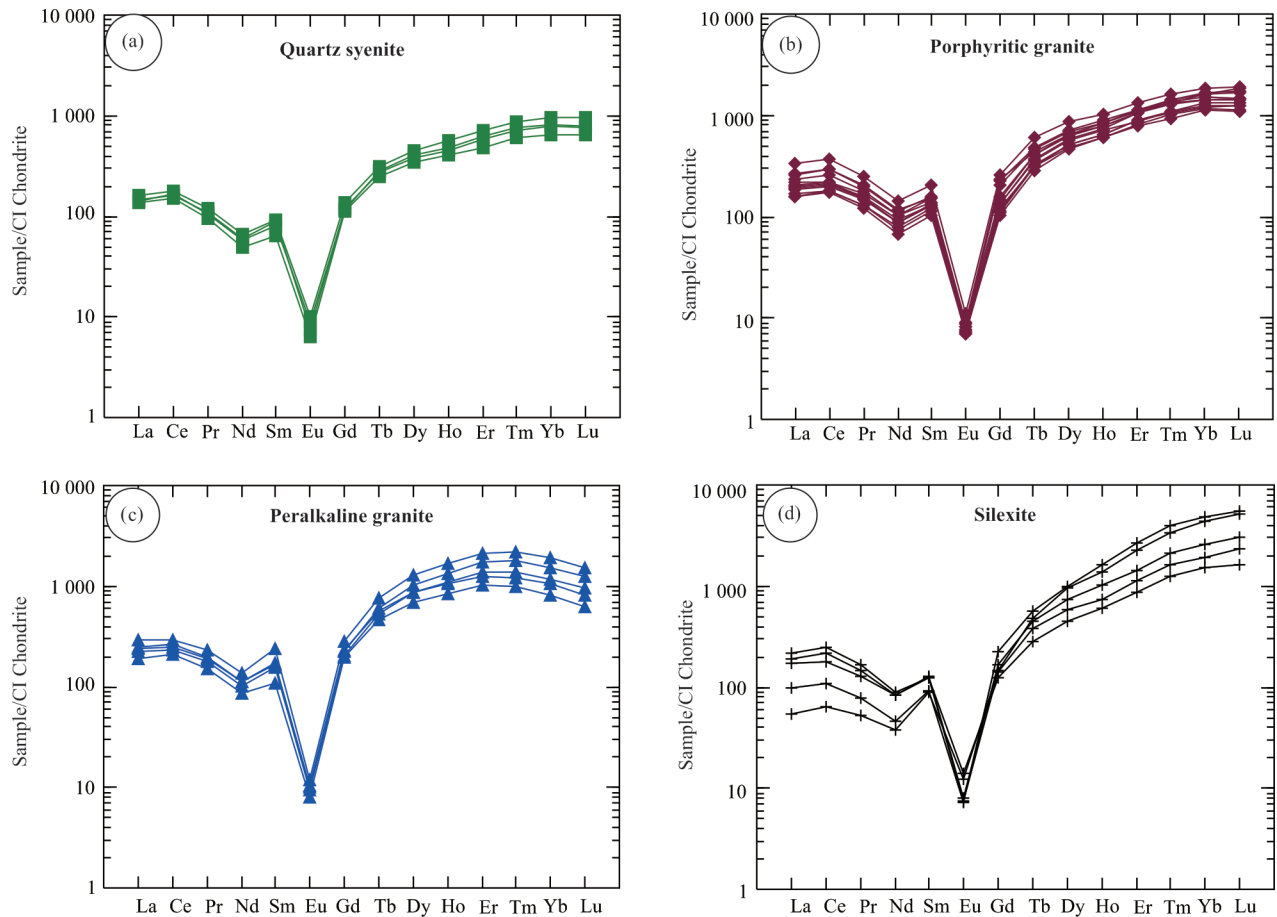 (a)
Quartz syenite
Sample/CI Chondrite
10 000
1 000
100
10
1
La Ce Pr Nd Sm Eu Gd Tb Dy Ho Er Tm Yb Lu
(b)
Porphyritic granite
Sample/CI Chondrite
10 000
1 000
100
10
1
La Ce Pr Nd Sm Eu Gd Tb Dy Ho Er Tm Yb Lu
(c)
Peralkaline granite
Sample/CI Chondrite
10 000
1 000
100
10
1
La Ce Pr Nd Sm Eu Gd Tb Dy Ho Er Tm Yb Lu
(d)
Silexite
Sample/CI Chondrite
10 000
1 000
100
10
1
La Ce Pr Nd Sm Eu Gd Tb Dy Ho Er Tm Yb Lu